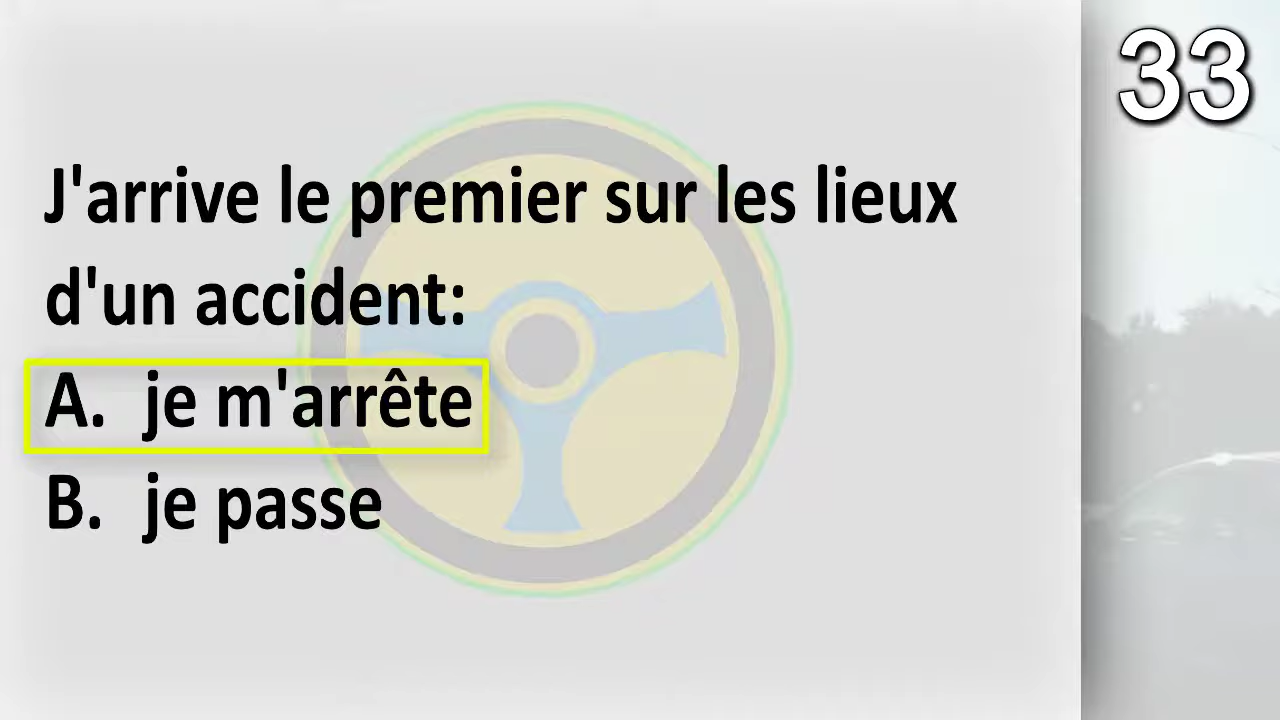 33
J'arrive le premier sur les lieux
d'un accident:
A. je m'arrête
B. je passe